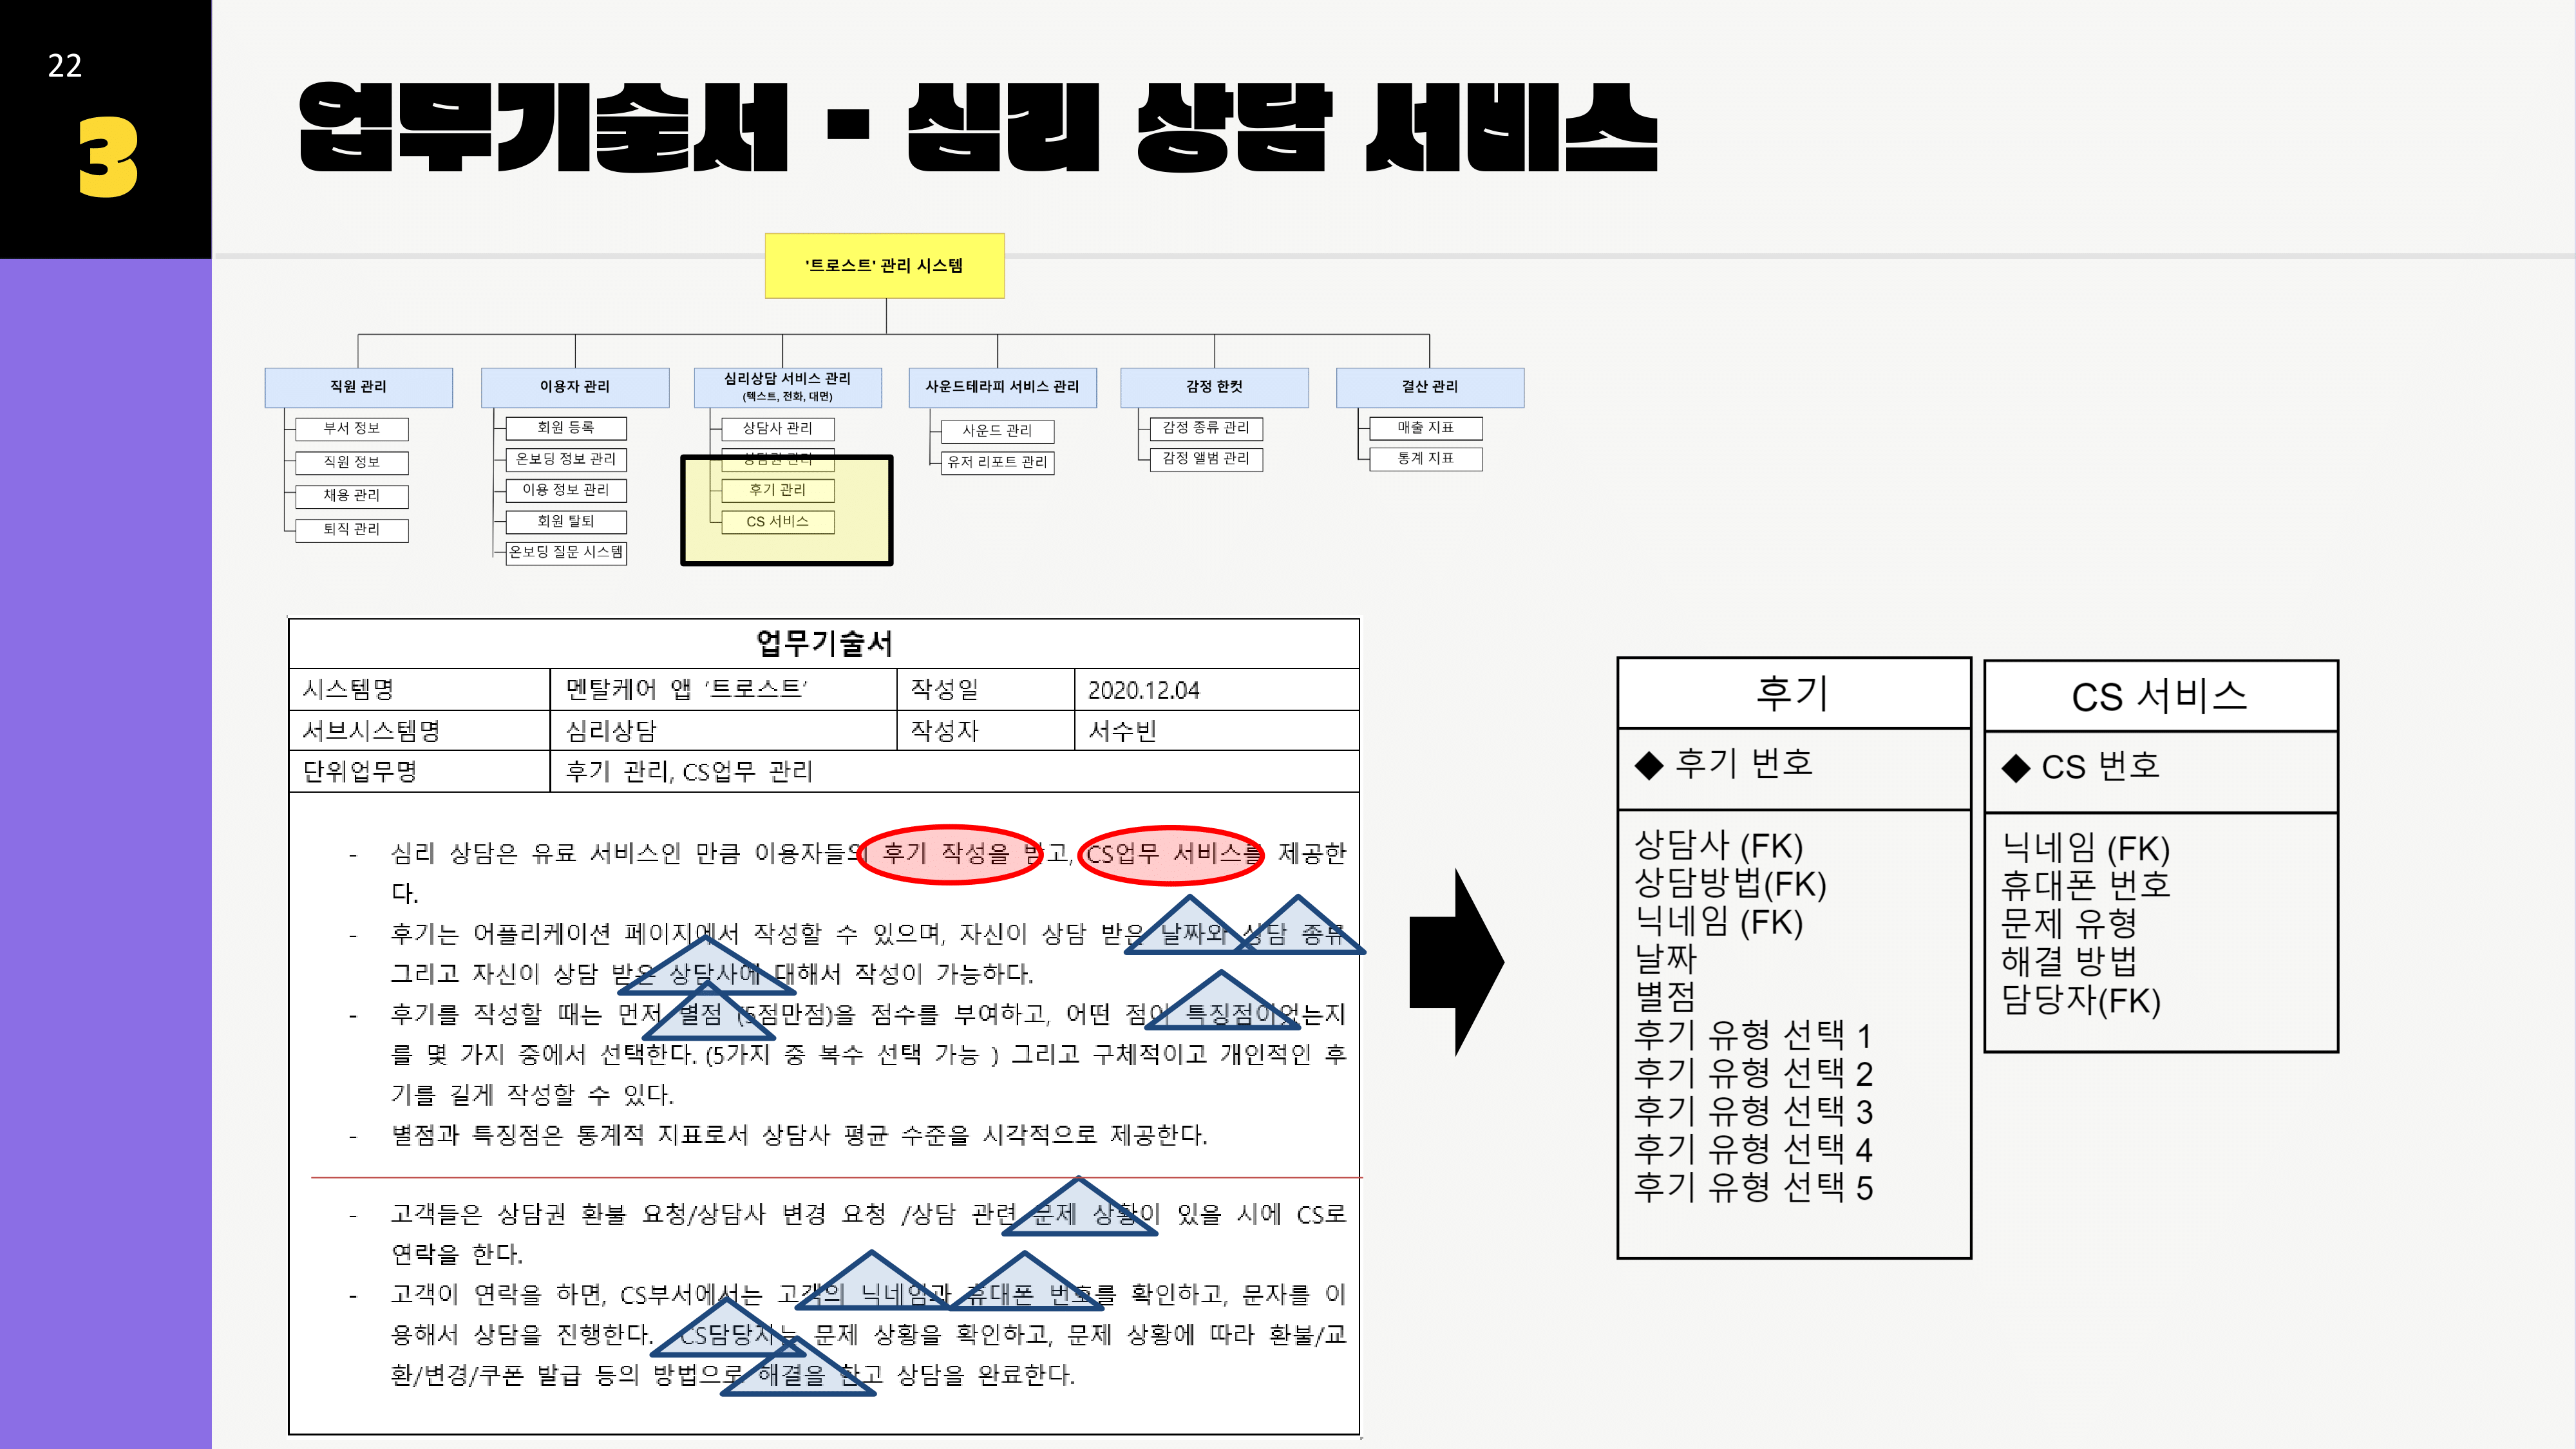 22
3
업무기술서 - 심리 상담 서비스
'트로스트' 관리 시스템
직원 관리
부서 정보
직원 정보
채용 관리
퇴직 관리
이용자 관리
회원 등록
온보딩 정보 관리
이용 정보 관리
회원 탈퇴
온보딩 질문 시스템
심리상담 서비스 관리
(텍스트, 전화, 대면)
상담사 관리
상담권 관리
후기 관리
CS 서비스
사운드테라피 서비스 관리
사운드 관리
유저 리포트 관리
감정 한컷
감정 종류 관리
감정 앨범 관리
결산 관리
매출 지표
통계 지표
업무기술서
시스템명 멘탈케어 앱 '트로스트' 작성일 2020.12.04
서브시스템명 심리상담 작성자 서수빈
단위업무명 후기 관리, CS업무 관리
- 심리 상담은 유료 서비스인 만큼 이용자들의 후기 작성을 받고, CS업무 서비스를 제공한
다.
- 후기는 어플리케이션 페이지에서 작성할 수 있으며, 자신이 상담 받은 날짜와 상담 종류
그리고 자신이 상담 받은 상담사에 대해서 작성이 가능하다.
- 후기를 작성할 때는 먼저 별점 (5점만점)을 점수를 부여하고, 어떤 점이 특징점이었는지
를 몇 가지 중에서 선택한다. (5가지 중 복수 선택 가능 ) 그리고 구체적이고 개인적인 후
기를 길게 작성할 수 있다.
- 별점과 특징점은 통계적 지표로서 상담사 평균 수준을 시각적으로 제공한다.
- 고객들은 상담권 환불 요청/상담사 변경 요청 /상담 관련 문제 상황이 있을 시에 CS로
연락을 한다.
- 고객이 연락을 하면, CS부서에서는 고객의 닉네임과 휴대폰 번호를 확인하고, 문자를 이
용해서 상담을 진행한다. CS담당자는 문제 상황을 확인하고, 문제 상황에 따라 환불/교
환/변경/쿠폰 발급 등의 방법으로 해결을 한고 상담을 완료한다.
후기
◆ 후기 번호
상담사 (FK)
상담방법(FK)
닉네임 (FK)
날짜
별점
후기 유형 선택 1
후기 유형 선택 2
후기 유형 선택 3
후기 유형 선택 4
후기 유형 선택 5
CS 서비스
◆ CS 번호
닉네임 (FK)
휴대폰 번호
문제 유형
해결 방법
담당자(FK)